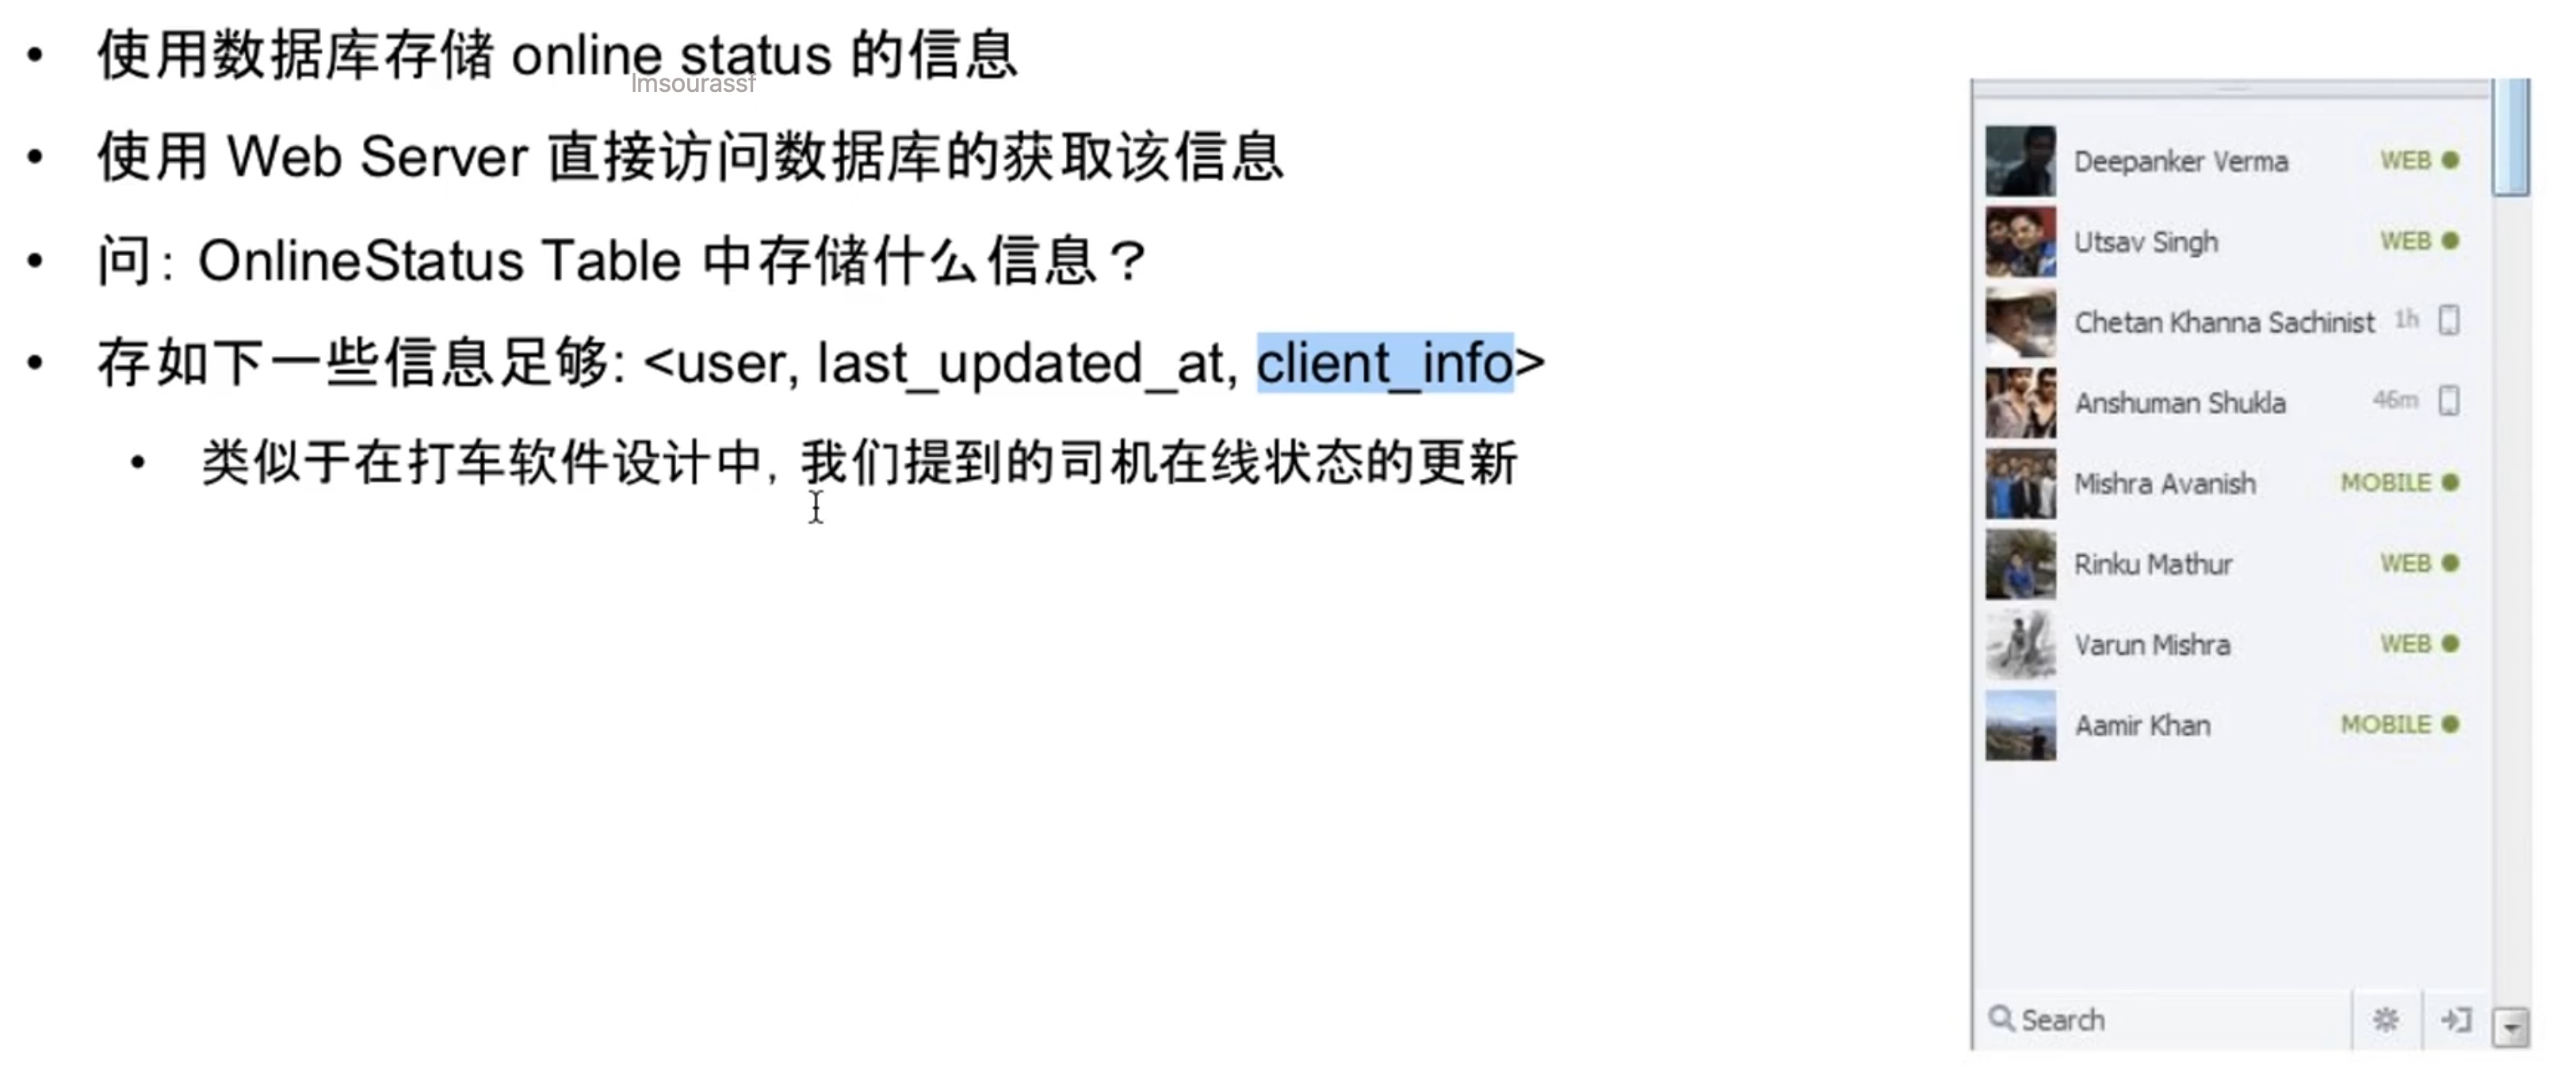 • 使用数据库存储 online status 的信息
lmsourassf
• 使用 Web Server 直接访问数据库的获取该信息
• 问: OnlineStatus Table 中存储什么信息？
• 存如下一些信息足够: <user, last_updated_at, client_info>
• 类似于在打车软件设计中, 我们提到的司机在线状态的更新
Deepanker Verma WEB
Utsav Singh WEB
Chetan Khanna Sachinist 1h
Anshuman Shukla 46m
Mishra Avanish MOBILE
Rinku Mathur WEB
Varun Mishra WEB
Aamir Khan MOBILE
Search